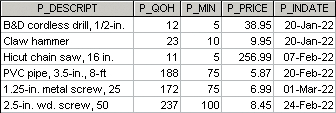 P_DESCRIPT P_QOH P_MIN P_PRICE P_INDATE
B&D cordless drill, 1/2-in. 12 5 38.95 20-Jan-22
Claw hammer 23 10 9.95 20-Jan-22
Hicut chain saw, 16 in. 11 5 256.99 07-Feb-22
PVC pipe, 3.5-in., 8-ft 188 75 5.87 20-Feb-22
1.25-in. metal screw, 25 172 75 6.99 01-Mar-22
2.5-in. wd. screw, 50 237 100 8.45 24-Feb-22